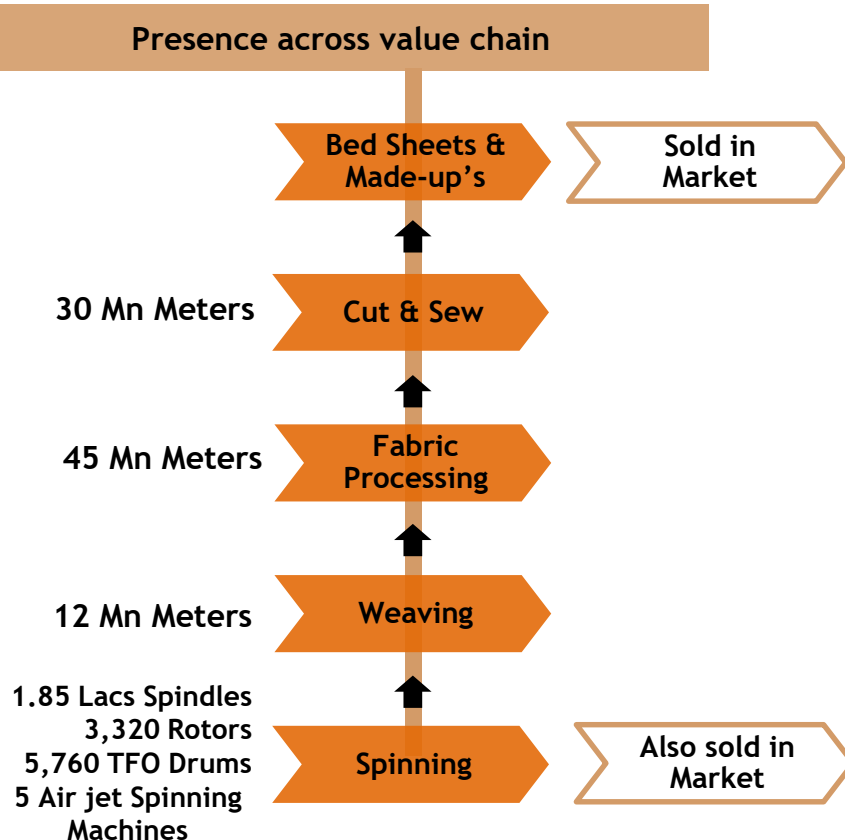 Presence across value chain
Bed Sheets &
Made-up’s
Sold in
Market
30 Mn Meters
Cut & Sew
45 Mn Meters
Fabric
Processing
12 Mn Meters
Weaving
1.85 Lacs Spindles
3,320 Rotors
5,760 TFO Drums
5 Air jet Spinning
Machines
Spinning
Also sold in
Market